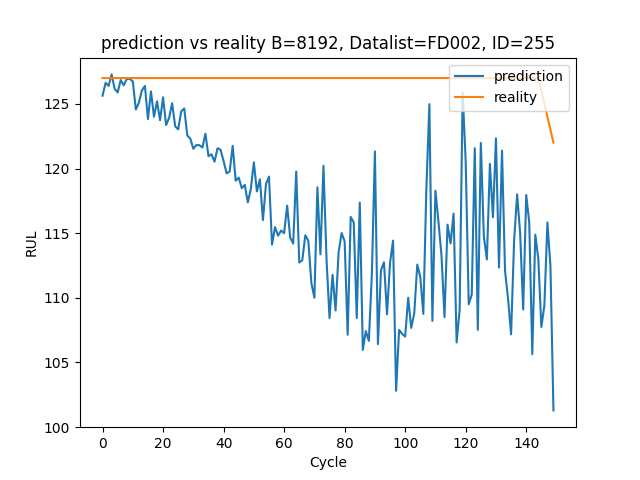 prediction vs reality B=8192, Datalist=FD002, ID=255
prediction
reality
RUL
125
120
115
110
105
100
0 20 40 60 80 100 120 140
Cycle